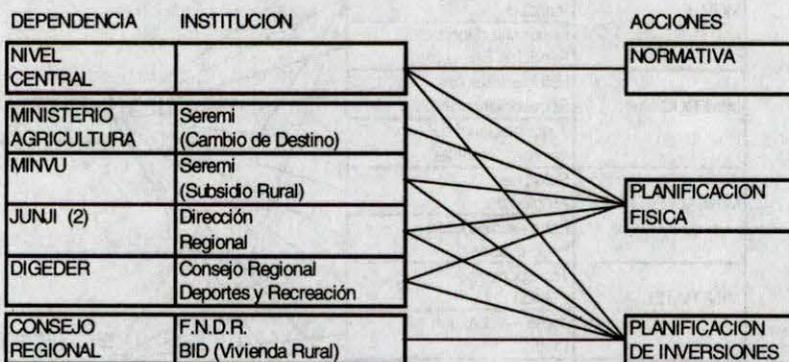 DEPENDENCIA INSTITUCION ACCIONES
NIVEL NORMATIVA
CENTRAL
MINISTERIO Seremi
AGRICULTURA (Cambio de Destino)
MINVU Seremi PLANIFICACION
(Subsidio Rural) FISICA
JUNJI (2) Dirección
Regional
DIGEDER Consejo Regional
Deportes y Recreación
CONSEJO F.N.D.R. PLANIFICACION
REGIONAL BID (Vivienda Rural) DE INVERSIONES